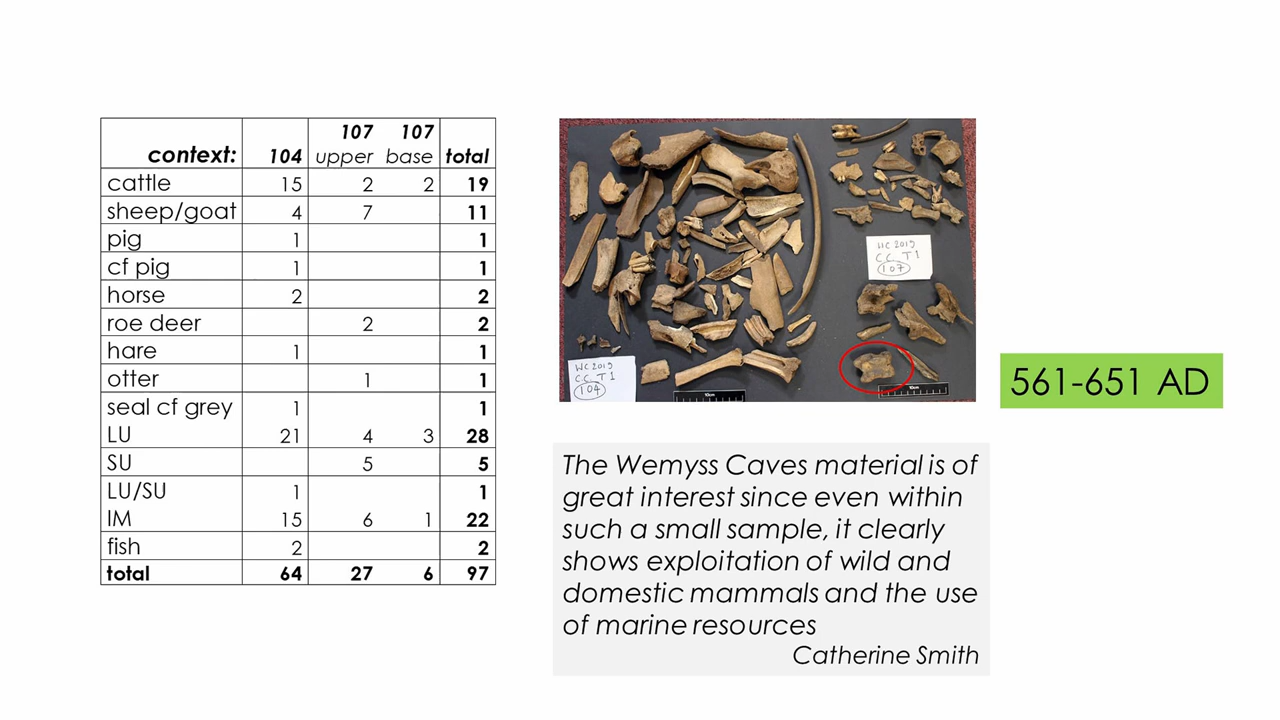 107 107
context: 104 upper base total
cattle 15 2 2 19
sheep/goat 4 7 11
pig 1 1
cf pig 1 1
horse 2 2
roe deer 2 2
hare 1 1
otter 1 1
seal cf grey 1 1
LU 21 4 3 28
SU 5 5
LU/SU 1 1
IM 15 6 1 22
fish 2 2
total 64 27 6 97
WC 2019
C.C. T1
107
WC 2019
C.C. T1
104
10cm
10cm
561-651 AD
The Wemyss Caves material is of
great interest since even within
such a small sample, it clearly
shows exploitation of wild and
domestic mammals and the use
of marine resources
Catherine Smith